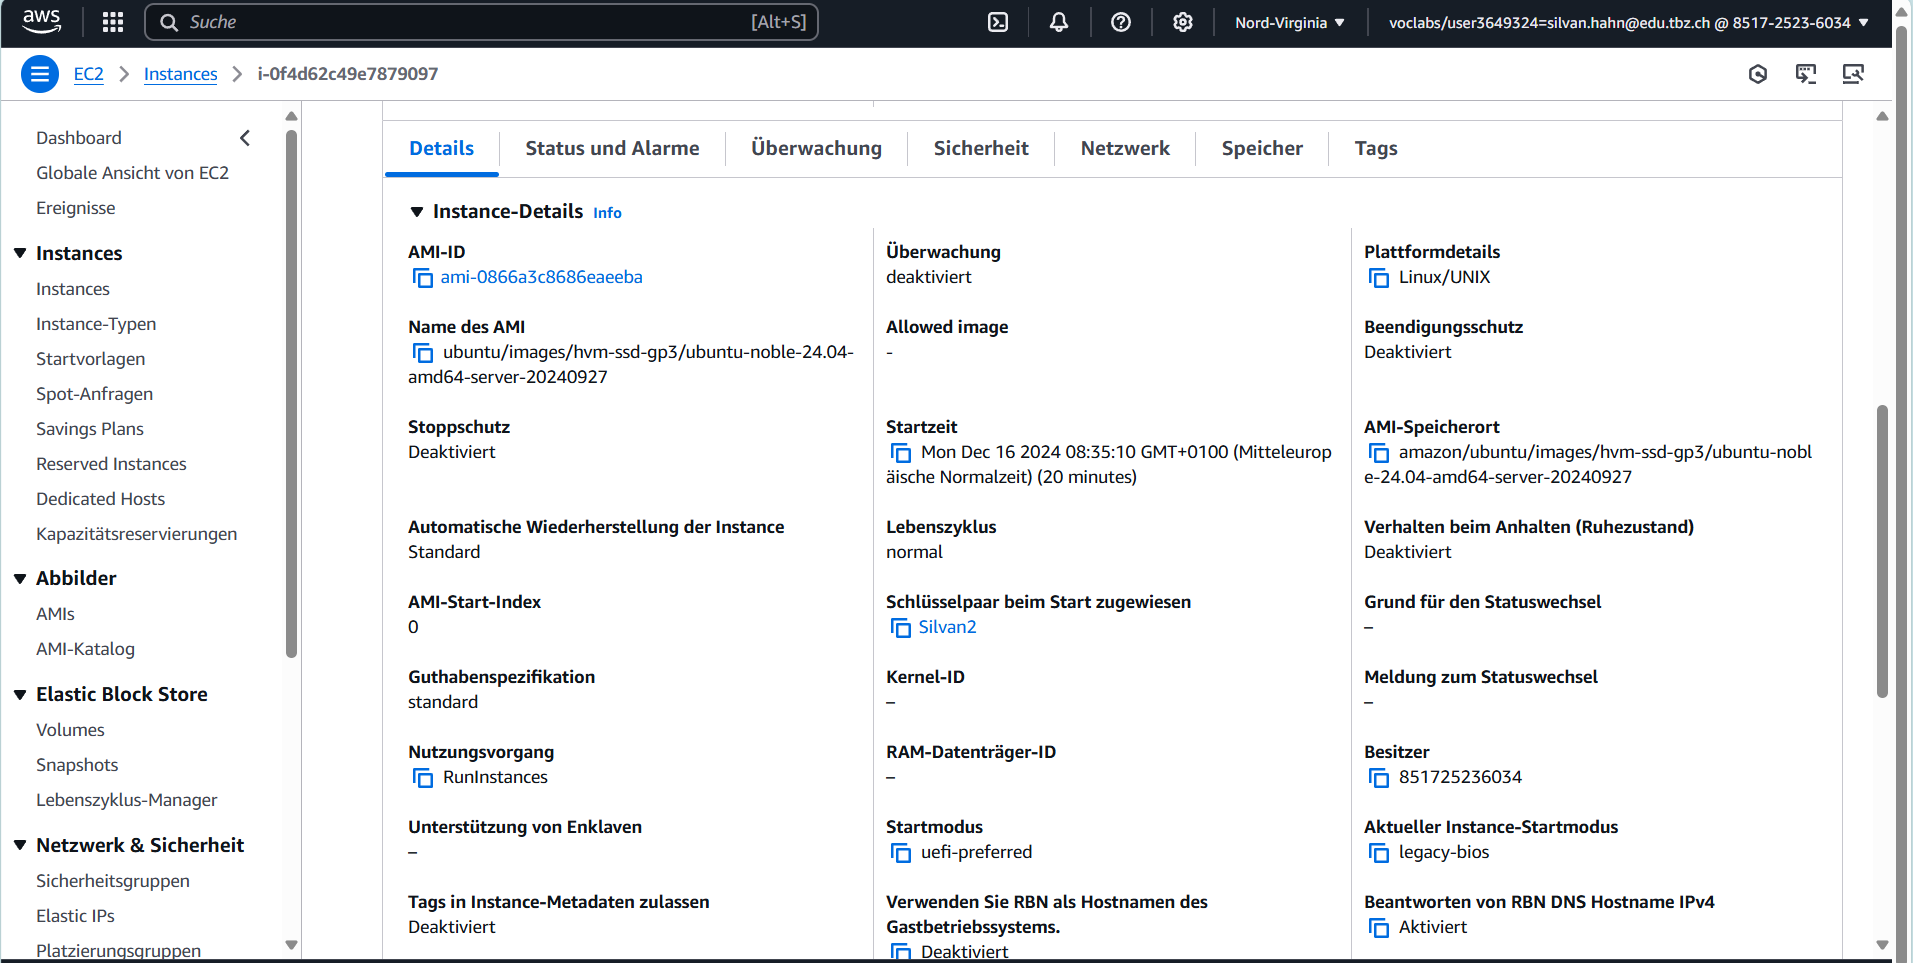 aws
Suche [Alt+S]
Nord-Virginia
voclabs/user3649324=silvan.hahn@edu.tbz.ch @ 8517-2523-6034
EC2 > Instances > i-0f4d62c49e7879097
Dashboard
Globale Ansicht von EC2
Ereignisse
Instances
Instances
Instance-Typen
Startvorlagen
Spot-Anfragen
Savings Plans
Reserved Instances
Dedicated Hosts
Kapazitätsreservierungen
Abbilder
AMIs
AMI-Katalog
Elastic Block Store
Volumes
Snapshots
Lebenszyklus-Manager
Netzwerk & Sicherheit
Sicherheitsgruppen
Elastic IPs
Platzierungsgruppen
Details
Status und Alarme
Überwachung
Sicherheit
Netzwerk
Speicher
Tags
Instance-Details Info
AMI-ID
ami-0866a3c8686eaeeba
Überwachung
deaktiviert
Plattformdetails
Linux/UNIX
Name des AMI
ubuntu/images/hvm-ssd-gp3/ubuntu-noble-24.04-
amd64-server-20240927
Allowed image
-
Beendigungsschutz
Deaktiviert
Stoppschutz
Deaktiviert
Startzeit
Mon Dec 16 2024 08:35:10 GMT+0100 (Mitteleurop
äische Normalzeit) (20 minutes)
AMI-Speicherort
amazon/ubuntu/images/hvm-ssd-gp3/ubuntu-nobl
e-24.04-amd64-server-20240927
Automatische Wiederherstellung der Instance
Standard
Lebenszyklus
normal
Verhalten beim Anhalten (Ruhezustand)
Deaktiviert
AMI-Start-Index
0
Schlüsselpaar beim Start zugewiesen
Silvan2
Grund für den Statuswechsel
–
Guthabenspezifikation
standard
Kernel-ID
–
Meldung zum Statuswechsel
–
Nutzungsvorgang
RunInstances
RAM-Datenträger-ID
–
Besitzer
851725236034
Unterstützung von Enklaven
–
Startmodus
uefi-preferred
Aktueller Instance-Startmodus
legacy-bios
Tags in Instance-Metadaten zulassen
Deaktiviert
Verwenden Sie RBN als Hostnamen des
Gastbetriebssystems.
Deaktiviert
Beantworten von RBN DNS Hostname IPv4
Aktiviert